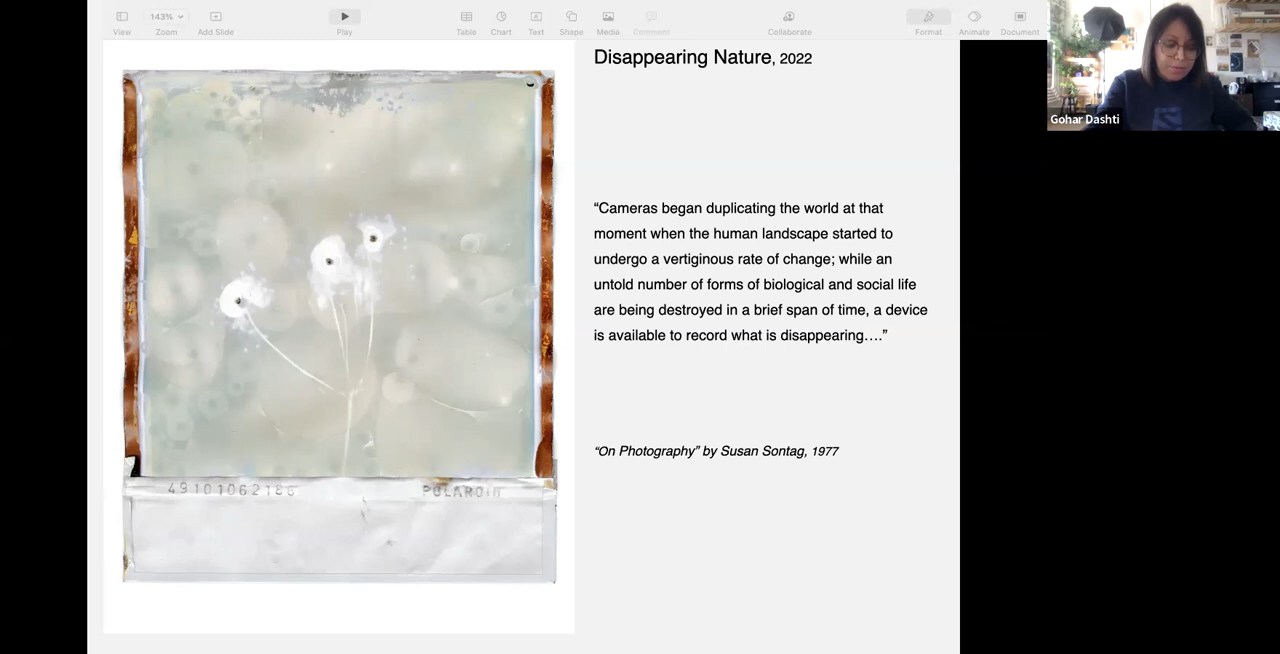 View
143%
Zoom
Add Slide
Play
Table
Chart
Text
Shape
Media
Comment
Collaborate
Format
Animate
Document
Gohar Dashti
Disappearing Nature, 2022
“Cameras began duplicating the world at that
moment when the human landscape started to
undergo a vertiginous rate of change; while an
untold number of forms of biological and social life
are being destroyed in a brief span of time, a device
is available to record what is disappearing….”
“On Photography” by Susan Sontag, 1977
49101062186
POLAROID